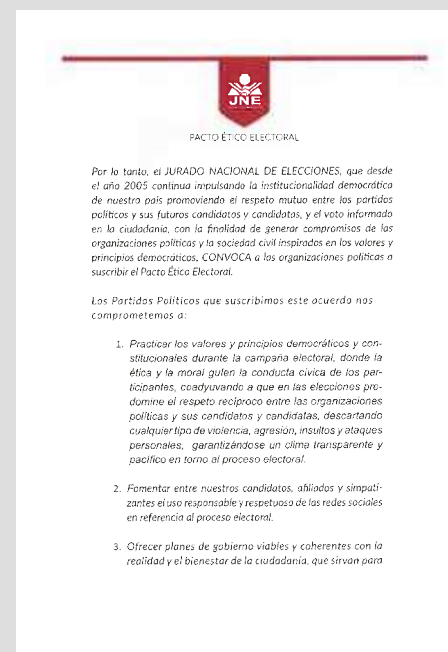 JNE
PACTO ÉTICO ELECTORAL
Por lo tanto, el JURADO NACIONAL DE ELECCIONES, que desde
el año 2005 continua impulsando la institucionalidad democrática
de nuestro país promoviendo el respeto mutuo entre los partidos
políticos y sus futuros candidatos y candidatas, y el voto informado
en la ciudadanía, con la finalidad de generar compromisos de las
organizaciones políticas y la sociedad civil inspirados en los valores y
principios democráticos, CONVOCA a las organizaciones políticas a
suscribir el Pacto Ético Electoral.
Los Partidos Políticos que suscribimos este acuerdo nos
comprometemos a:
1. Practicar los valores y principios democráticos y con-
stitucionales durante la campaña electoral, donde la
ética y la moral guíen la conducta cívica de los par-
ticipantes, coadyuvando a que en las elecciones pre-
domine el respeto recíproco entre las organizaciones
políticas y sus candidatos y candidatas, descartando
cualquier tipo de violencia, agresión, insultos y ataques
personales, garantizándose un clima transparente y
pacífico en torno al proceso electoral.
2. Fomentar entre nuestros candidatos, afiliados y simpati-
zantes el uso responsable y respetuoso de las redes sociales
en referencia al proceso electoral.
3. Ofrecer planes de gobierno viables y coherentes con la
realidad y el bienestar de la ciudadanía, que sirvan para